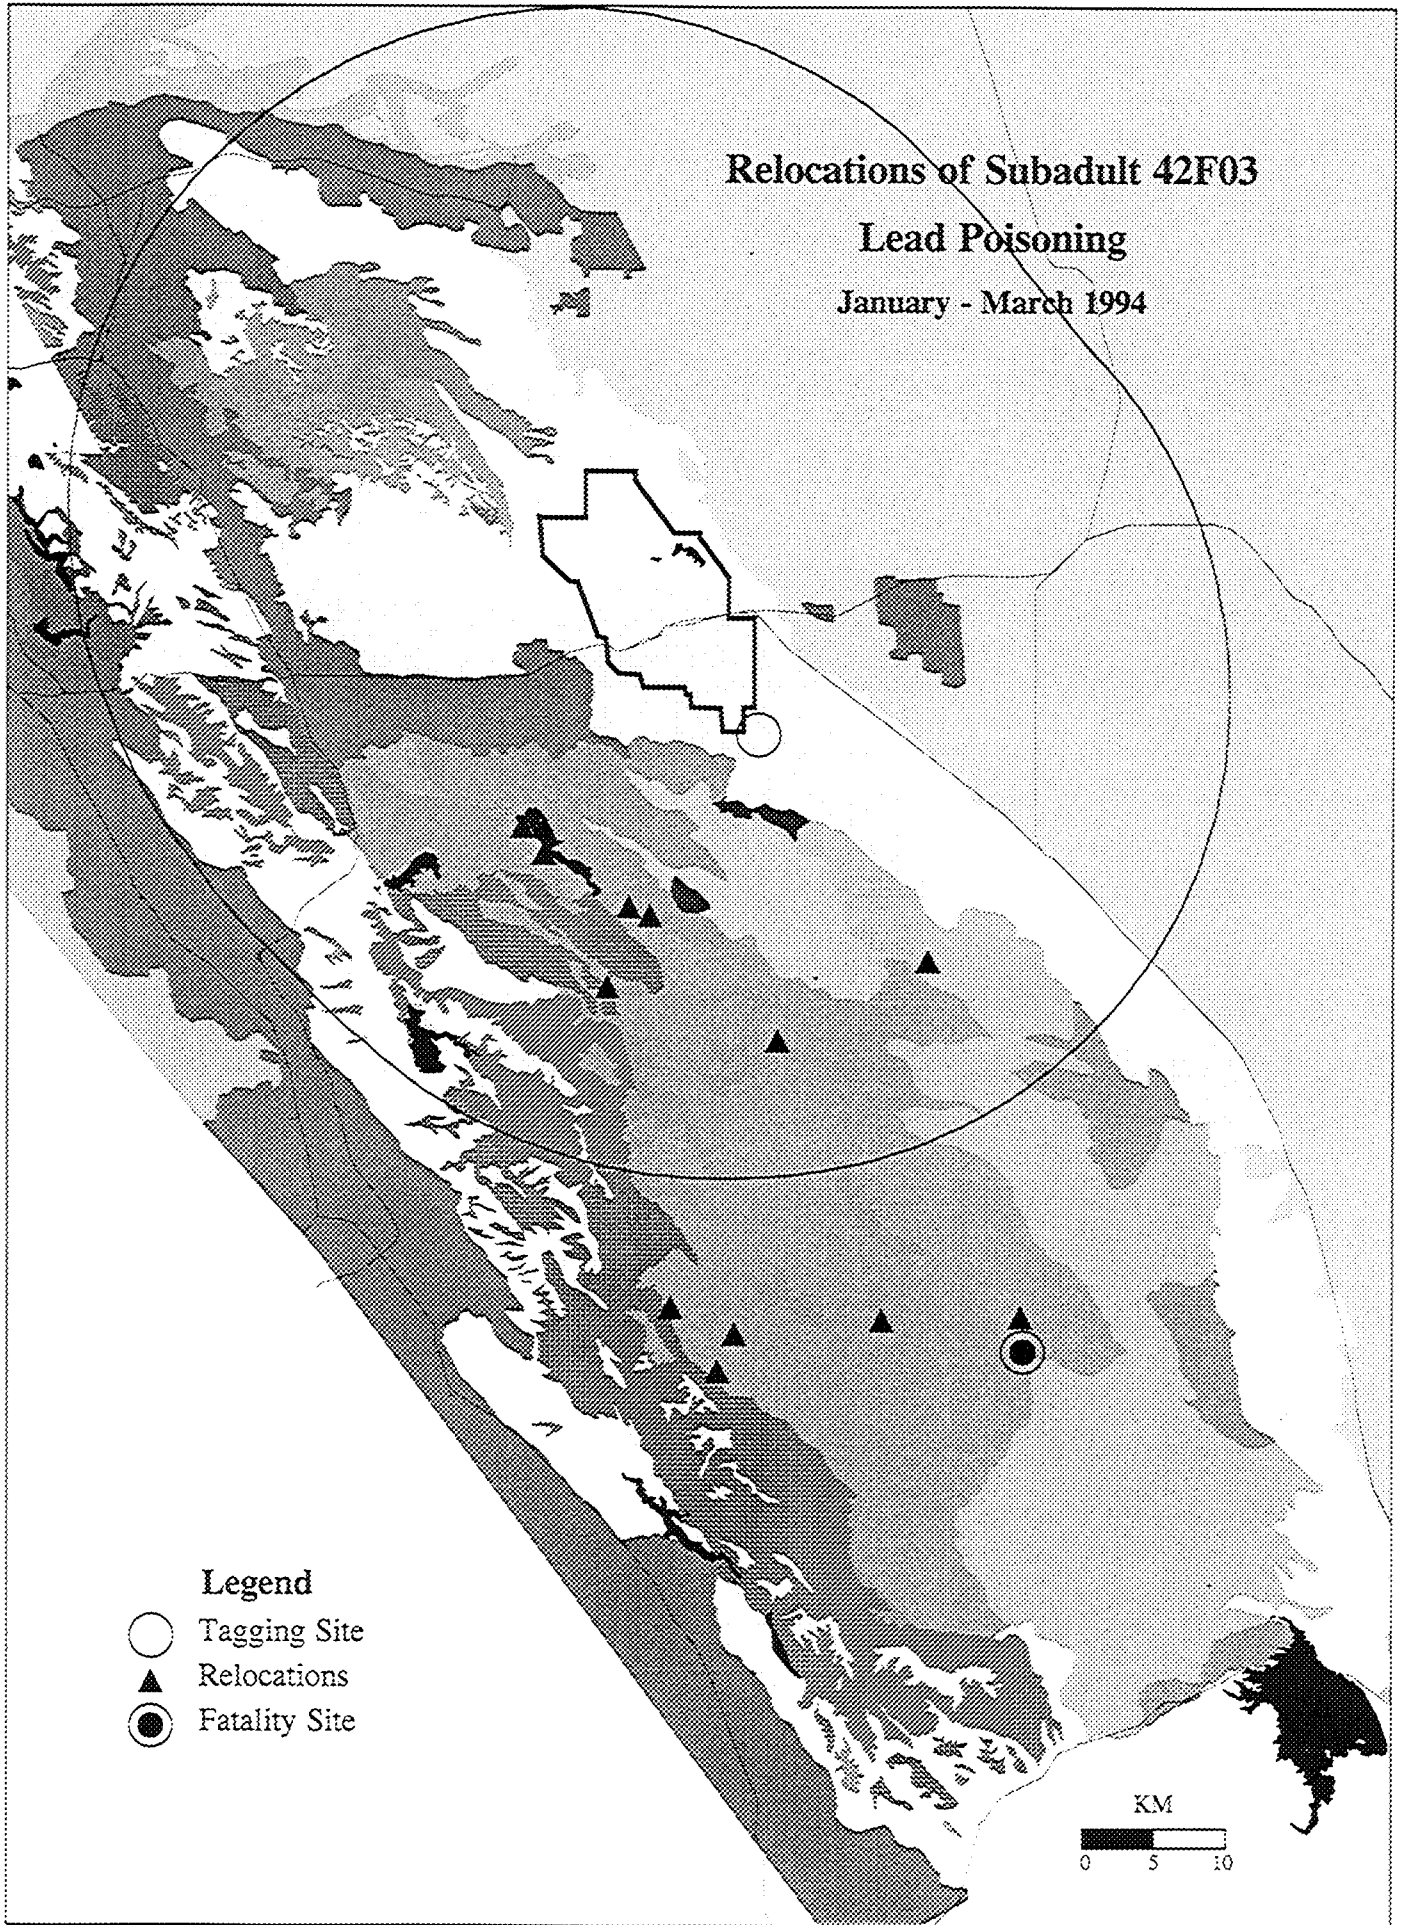 Relocations of Subadult 42F03
Lead Poisoning
January - March 1994
Legend
Tagging Site
Relocations
Fatality Site
KM
0 5 10